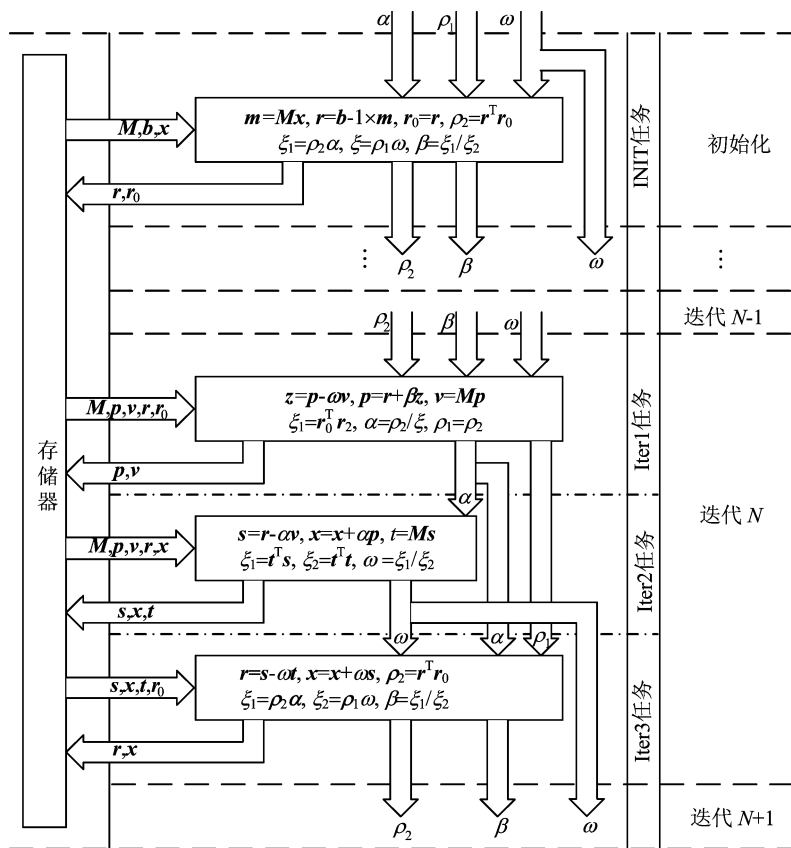 α ρ₁ ω
M,b,x
m=Mx, r=b-1×m, r₀=r, ρ₂=rᵀr₀
ξ₁=ρ₂α, ξ=ρ₁ω, β=ξ₁/ξ₂
r,r₀
INIT任务
初始化
⋮ ρ₂ β ω ⋮
迭代 N-1
ρ₂ β ω
M,p,v,r,r₀
z=p-ωv, p=r+βz, v=Mp
ξ₁=r₀ᵀr₂, α=ρ₂/ξ, ρ₁=ρ₂
p,v
Iter1任务
存储器
α
迭代 N
M,p,v,r,x
s=r-αv, x=x+αp, t=Ms
ξ₁=tᵀs, ξ₂=tᵀt, ω=ξ₁/ξ₂
s,x,t
Iter2任务
ω α ρ₁
s,x,t,r₀
r=s-ωt, x=x+ωs, ρ₂=rᵀr₀
ξ₁=ρ₂α, ξ₂=ρ₁ω, β=ξ₁/ξ₂
r,x
Iter3任务
ρ₂ β ω
迭代 N+1